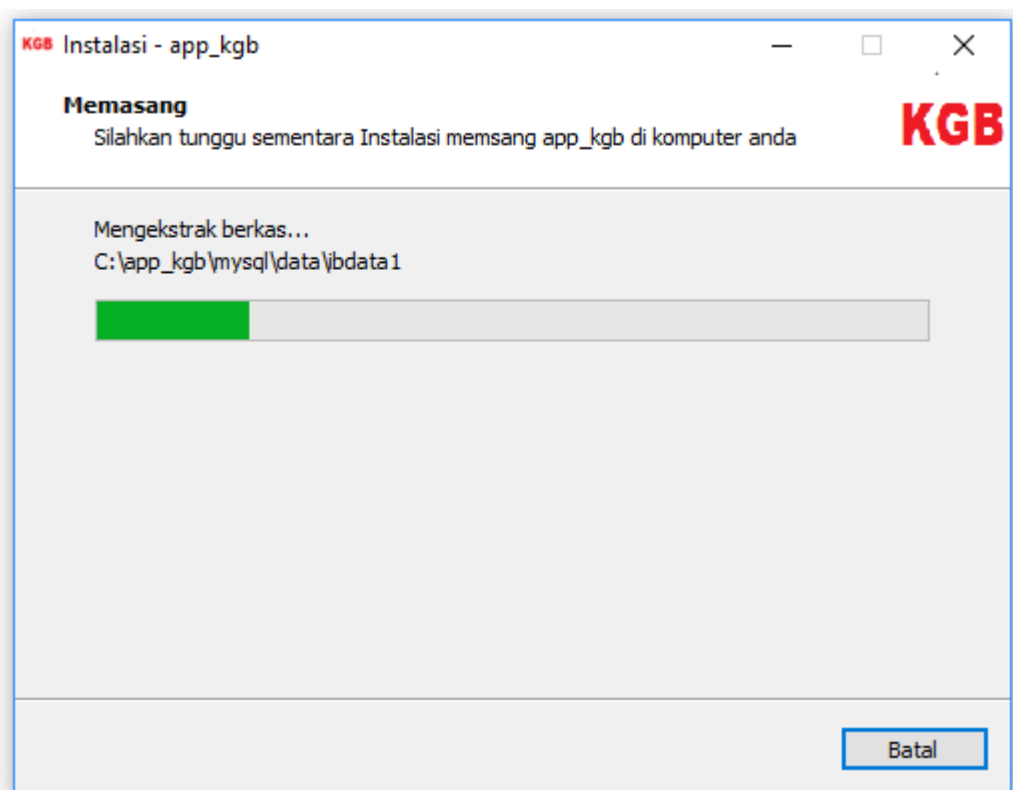 KGB Instalasi - app_kgb
Memasang
Silahkan tunggu sementara Instalasi memsang app_kgb di komputer anda
KGB
Mengekstrak berkas...
C:\app_kgb\mysql\data\ibdata1
Batal